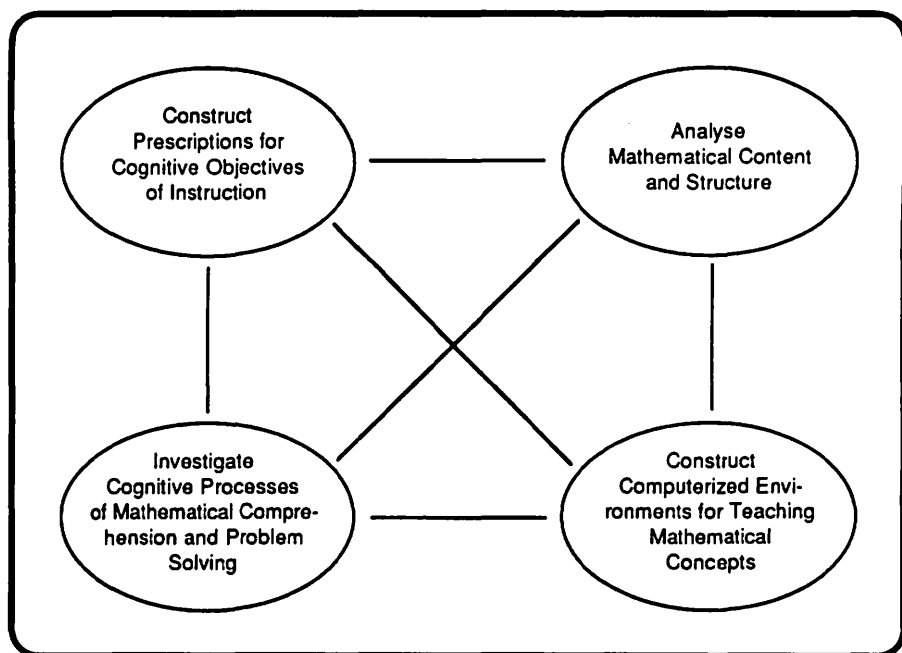 Construct
Prescriptions for
Cognitive Objectives
of Instruction
Analyse
Mathematical Content
and Structure
Investigate
Cognitive Processes
of Mathematical Compre-
hension and Problem
Solving
Construct
Computerized Envi-
ronments for Teaching
Mathematical
Concepts